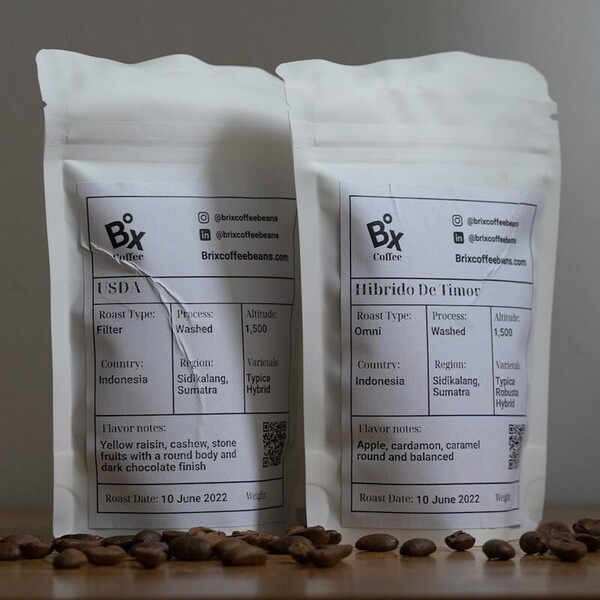 Bx
Coffee
@brixcoffeebeans
@brixcoffeebeans
Brixcoffeebeans.com
USDA
Roast Type:
Filter
Process:
Washed
Altitude:
1,500
Country:
Indonesia
Region:
Sidikalang,
Sumatra
Varietals:
Typica
Hybrid
Flavor notes:
Yellow raisin, cashew, stone
fruits with a round body and
dark chocolate finish
Roast Date: 10 June 2022
Weight:
Bx
Coffee
@brixcoffeebeans
@brixcoffeebeans
Brixcoffeebeans.com
Hibrido De Timor
Roast Type:
Omni
Process:
Washed
Altitude:
1,500
Country:
Indonesia
Region:
Sidikalang,
Sumatra
Varietals:
Typica
Robusta
Hybrid
Flavor notes:
Apple, cardamon, caramel
round and balanced
Roast Date: 10 June 2022
Weight: